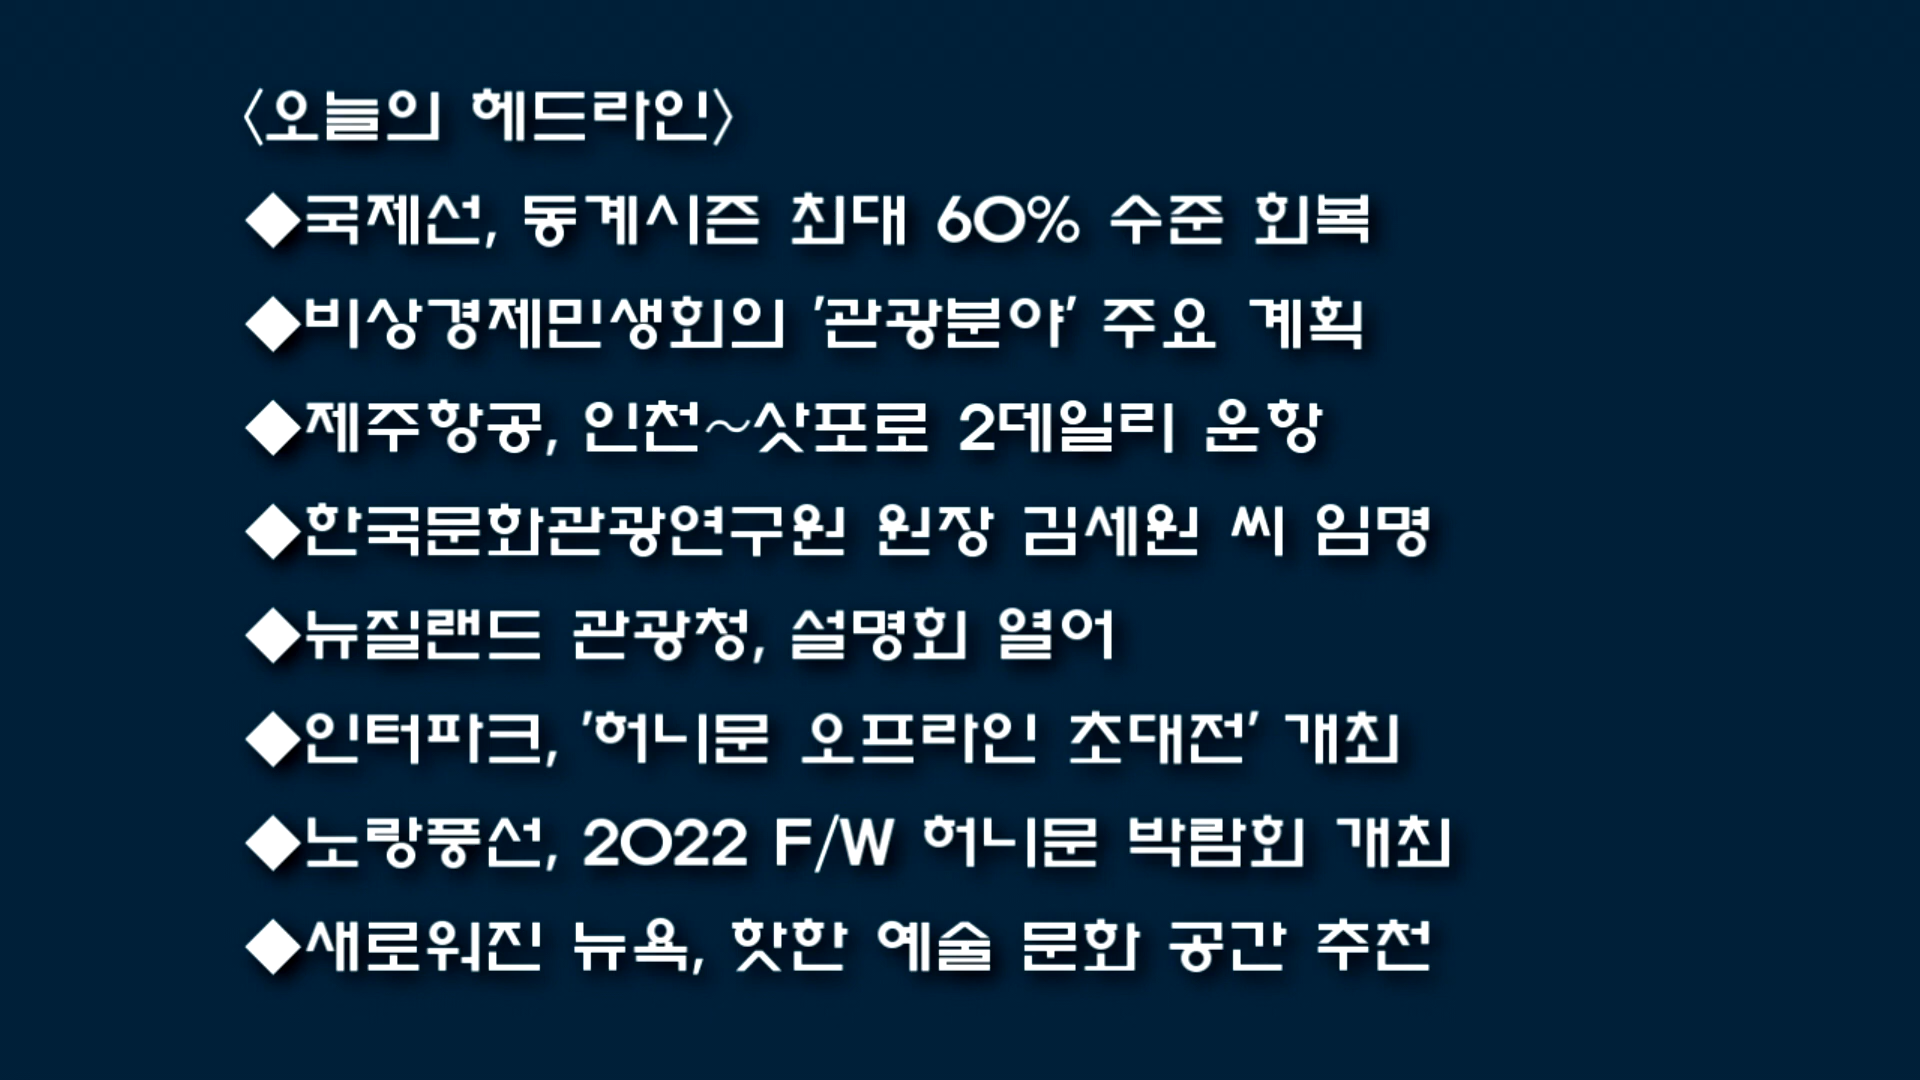 <오늘의 헤드라인>
◆국제선, 동계시즌 최대 60% 수준 회복
◆비상경제민생회의 '관광분야' 주요 계획
◆제주항공, 인천~삿포로 2데일리 운항
◆한국문화관광연구원 원장 김세원 씨 임명
◆뉴질랜드 관광청, 설명회 열어
◆인터파크, '허니문 오프라인 초대전' 개최
◆노랑풍선, 2022 F/W 허니문 박람회 개최
◆새로워진 뉴욕, 핫한 예술 문화 공간 추천